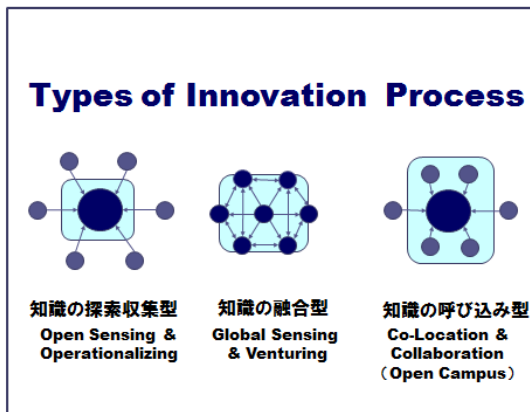 Types of Innovation Process
知識の探索収集型
Open Sensing &
Operationalizing
知識の融合型
Global Sensing
& Venturing
知識の呼び込み型
Co-Location &
Collaboration
（Open Campus）